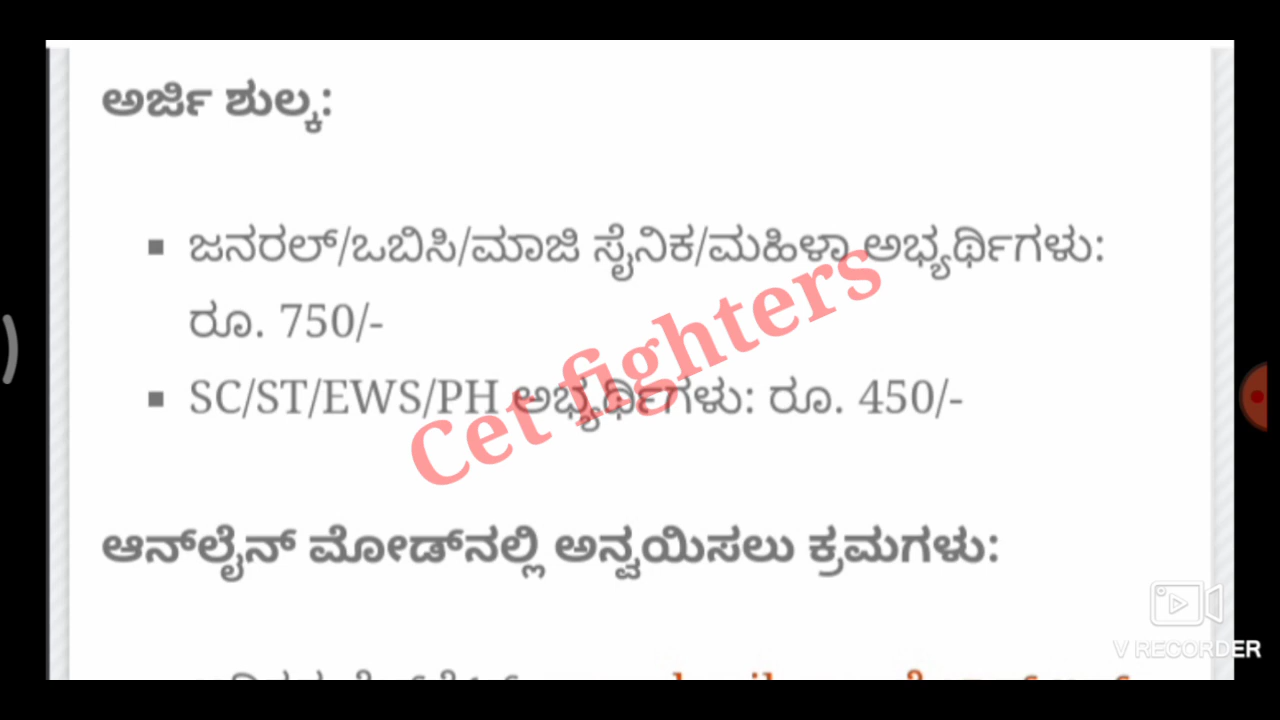 ಅರ್ಜಿ ಶುಲ್ಕ:
ಜನರಲ್/ಒಬಿಸಿ/ಮಾಜಿ ಸೈನಿಕ/ಮಹಿಳಾ ಅಭ್ಯರ್ಥಿಗಳು:
ರೂ. 750/-
SC/ST/EWS/PH ಅಭ್ಯರ್ಥಿಗಳು: ರೂ. 450/-
Cet fighters
ಆನ್‌ಲೈನ್ ಮೋಡ್‌ನಲ್ಲಿ ಅನ್ವಯಿಸಲು ಕ್ರಮಗಳು:
V RECORDER